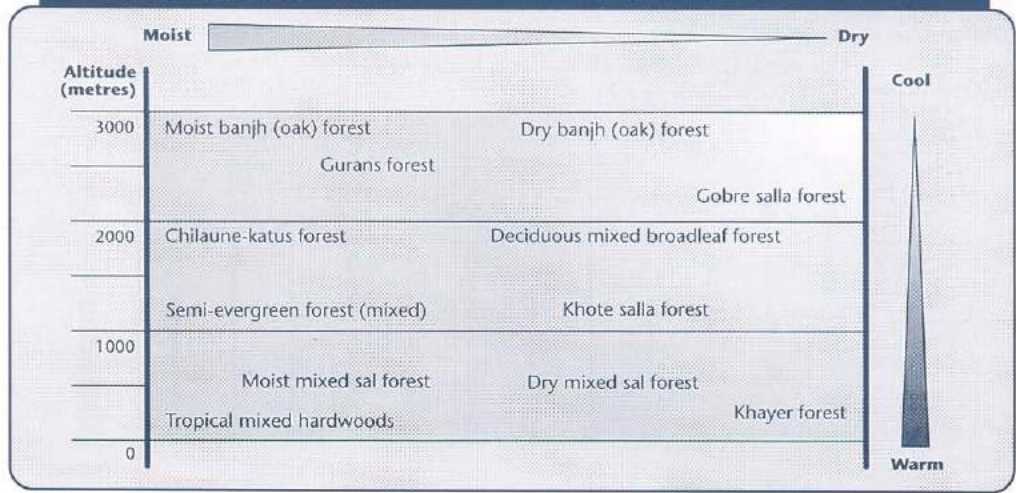 Moist Dry
Altitude
(metres)
Cool
3000 Moist banjh (oak) forest Dry banjh (oak) forest
Gurans forest
Gobre salla forest
2000 Chilaune-katus forest Deciduous mixed broadleaf forest
Semi-evergreen forest (mixed) Khote salla forest
1000
Moist mixed sal forest Dry mixed sal forest
Khayer forest
Tropical mixed hardwoods
0
Warm